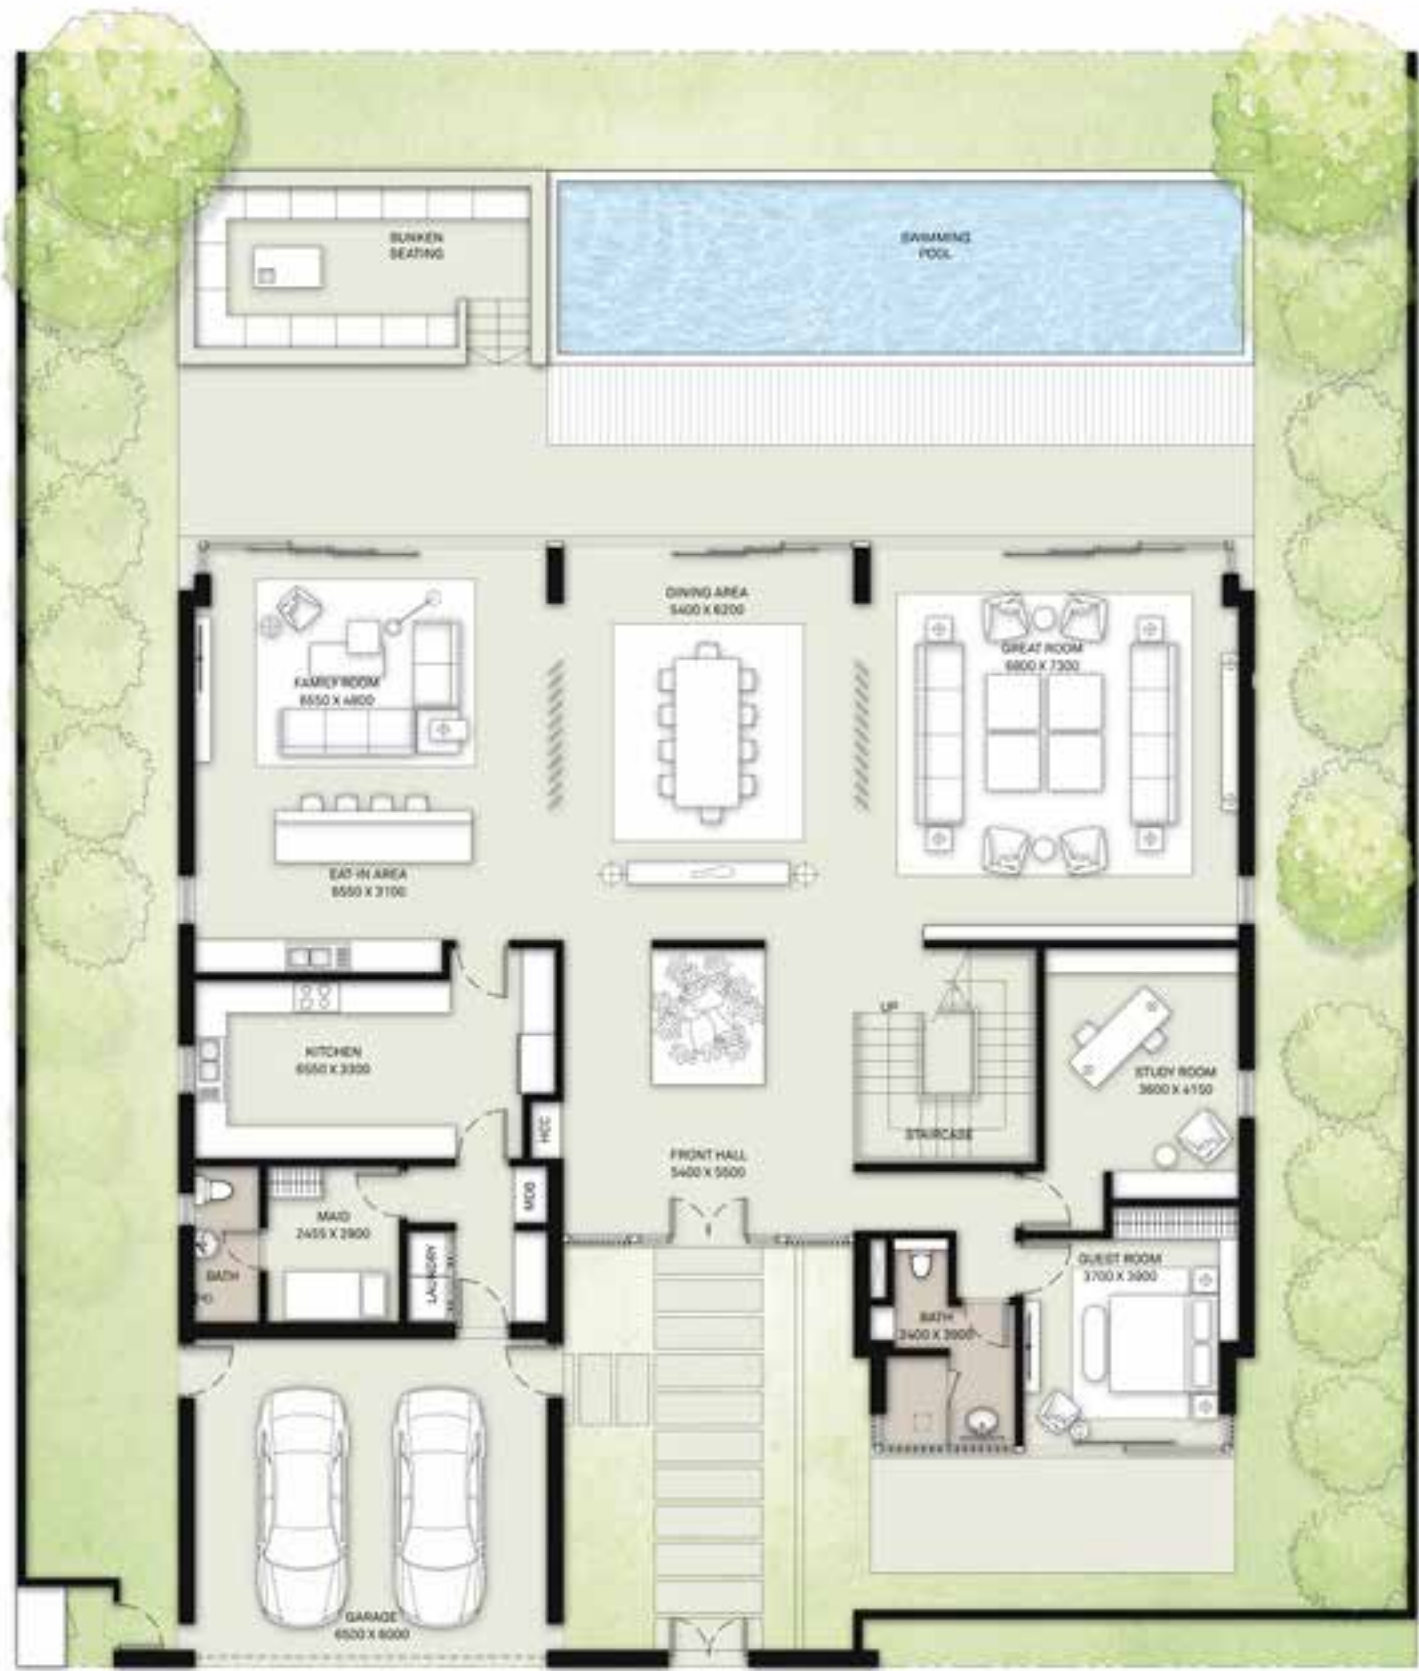 SUNKEN
SEATING
SWIMMING
POOL
DINING AREA
5400 X 6200
GREAT ROOM
6800 X 7300
FAMILY ROOM
6550 X 4800
EAT-IN AREA
6550 X 3100
KITCHEN
6550 X 3300
UP
STUDY ROOM
3600 X 4150
HCC
STAIRCASE
FRONT HALL
5400 X 5500
MDB
MAID
2455 X 2900
LAUNDRY
BATH
GUEST ROOM
3700 X 3900
BATH
2400 X 3900
GARAGE
6500 X 6000